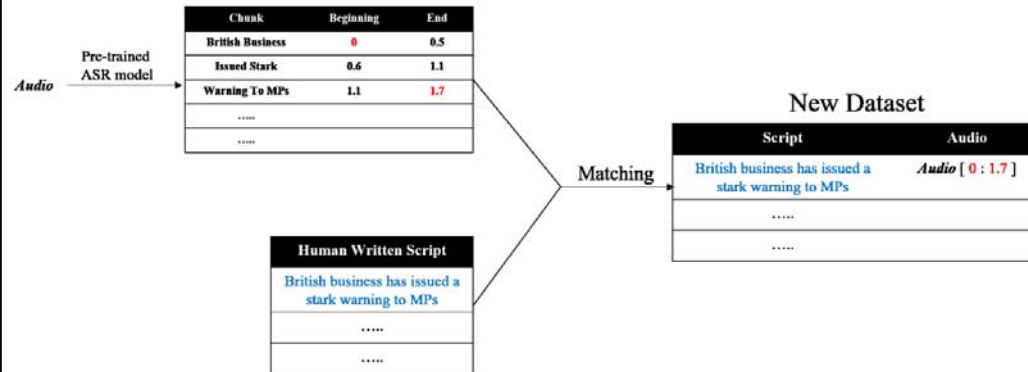 Audio
Pre-trained
ASR model
Chunk Beginning End
British Business 0 0.5
Issued Stark 0.6 1.1
Warning To MPs 1.1 1.7
.....
.....
Human Written Script
British business has issued a
stark warning to MPs
.....
.....
Matching
New Dataset
Script Audio
British business has issued a Audio [ 0 : 1.7 ]
stark warning to MPs
.....
.....